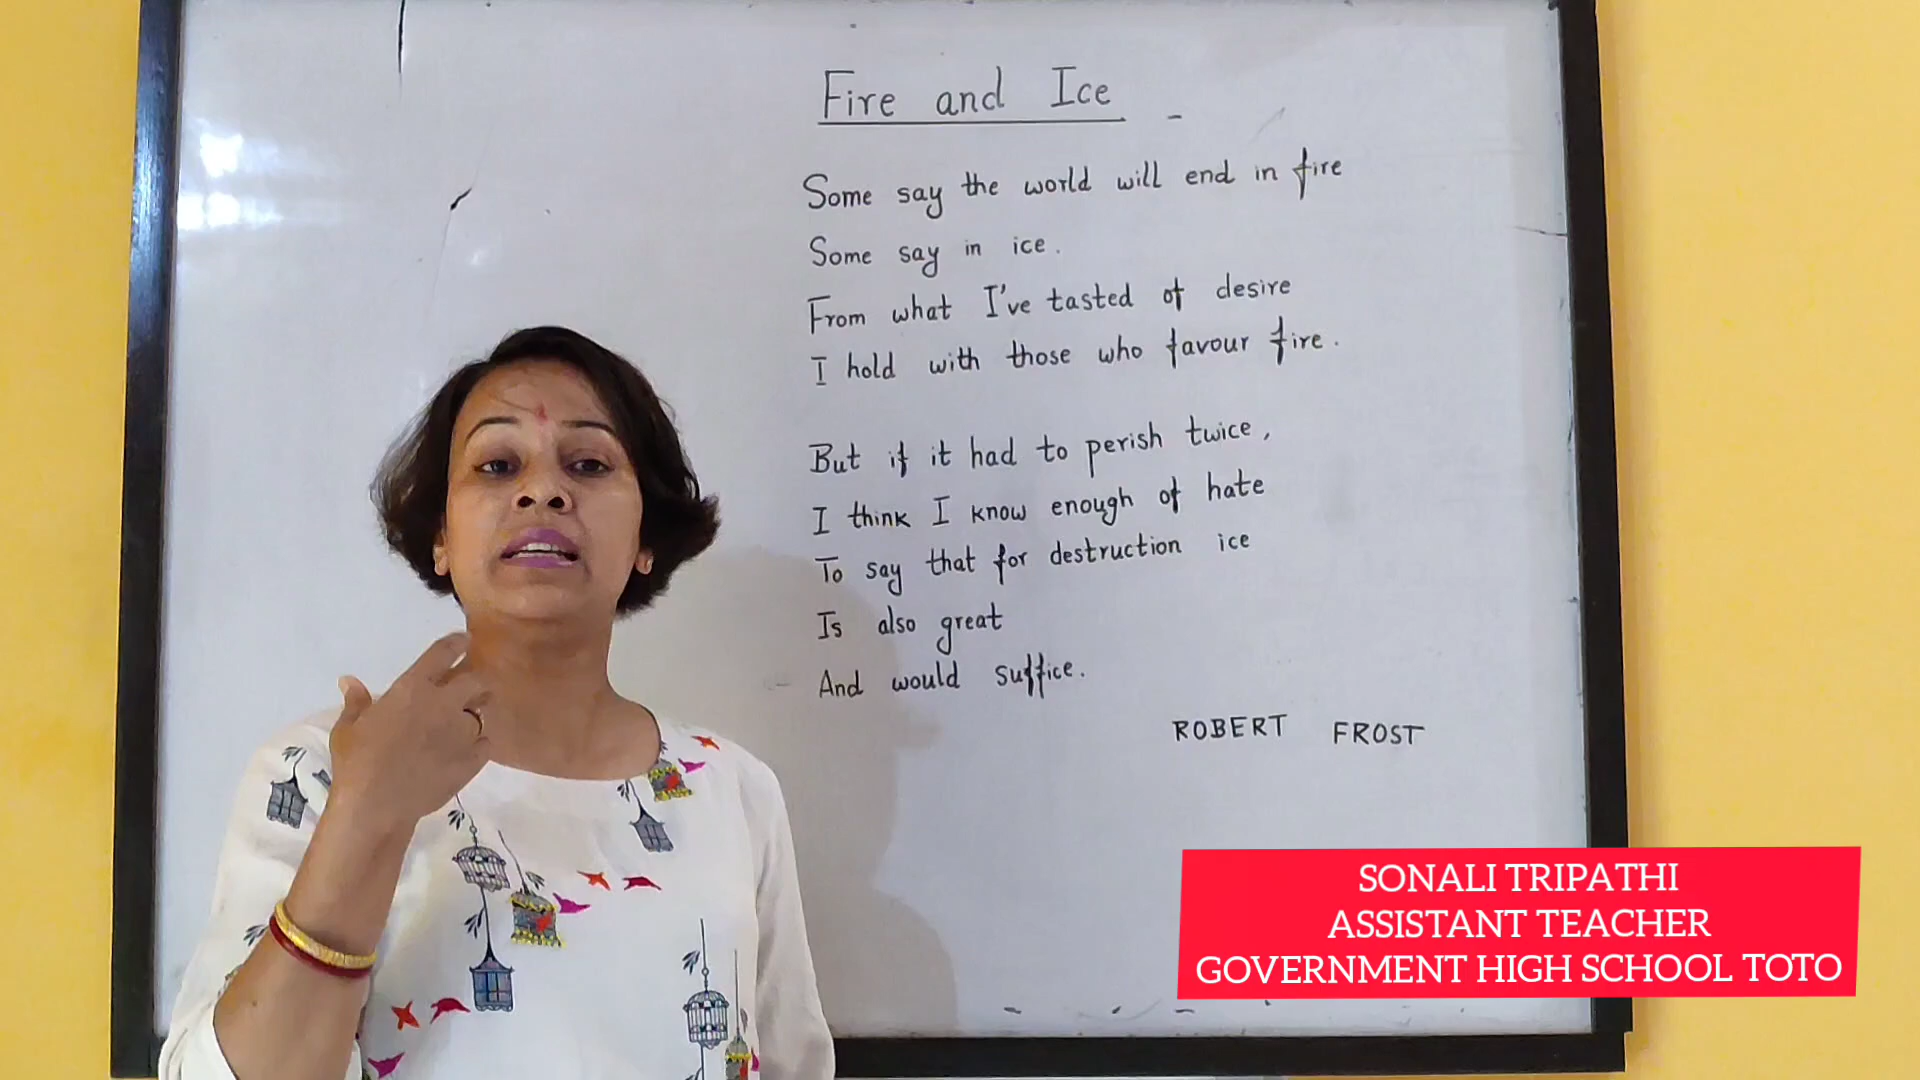 Fire and Ice
Some say the world will end in fire
Some say in ice.
From what I've tasted of desire
I hold with those who favour fire.
But if it had to perish twice,
I think I know enough of hate
To say that for destruction ice
Is also great
And would suffice.
ROBERT FROST
SONALI TRIPATHI
ASSISTANT TEACHER
GOVERNMENT HIGH SCHOOL TOTO